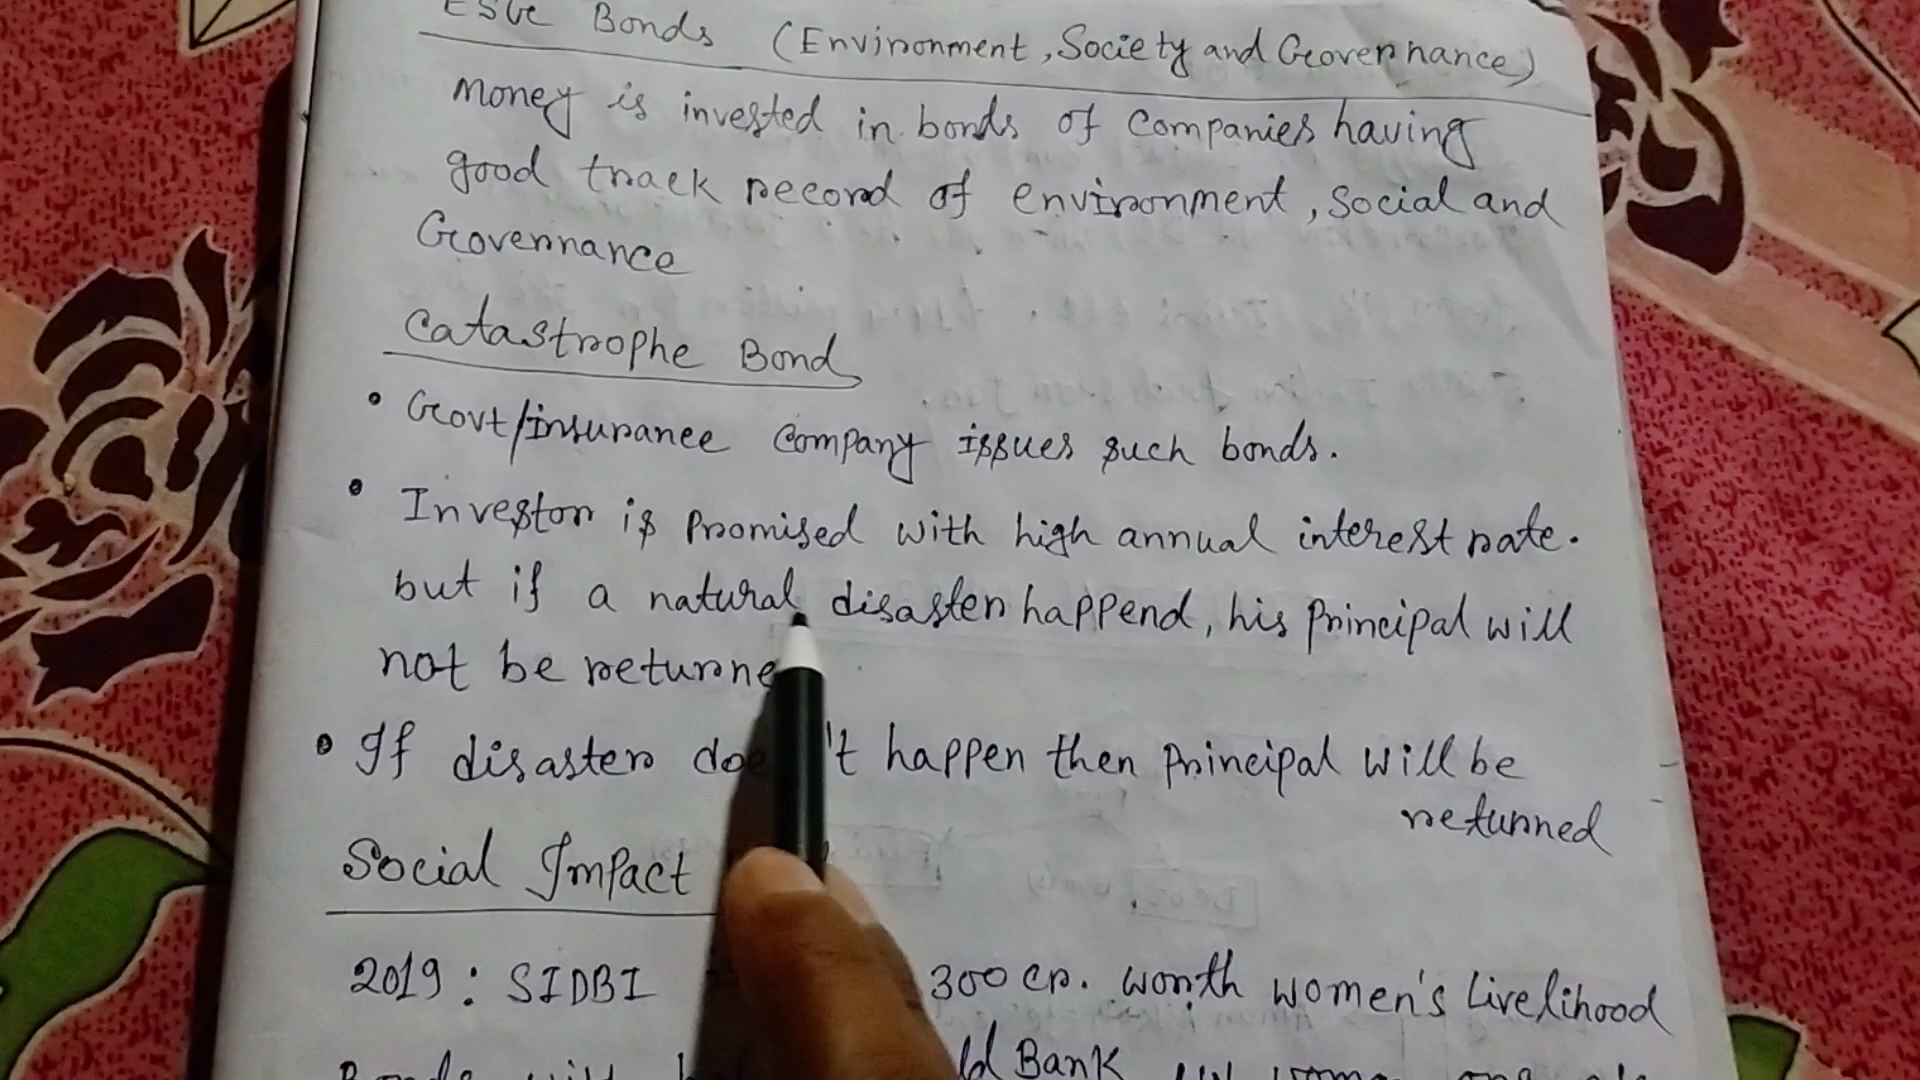 ESG Bonds (Environment, Society and Governance)
Money is invested in bonds of Companies having
good track record of environment, Social and
Governance
Catastrophe Bond
• Govt/insurance Company issues such bonds.
• Investor is Promised with high annual interest rate.
but if a natural disaster happend, his Principal will
not be returne
• If disaster doe 't happen then Principal will be
returned
Social Impact
2019: SIDBI 300 cr. worth women's Livelihood
Bank